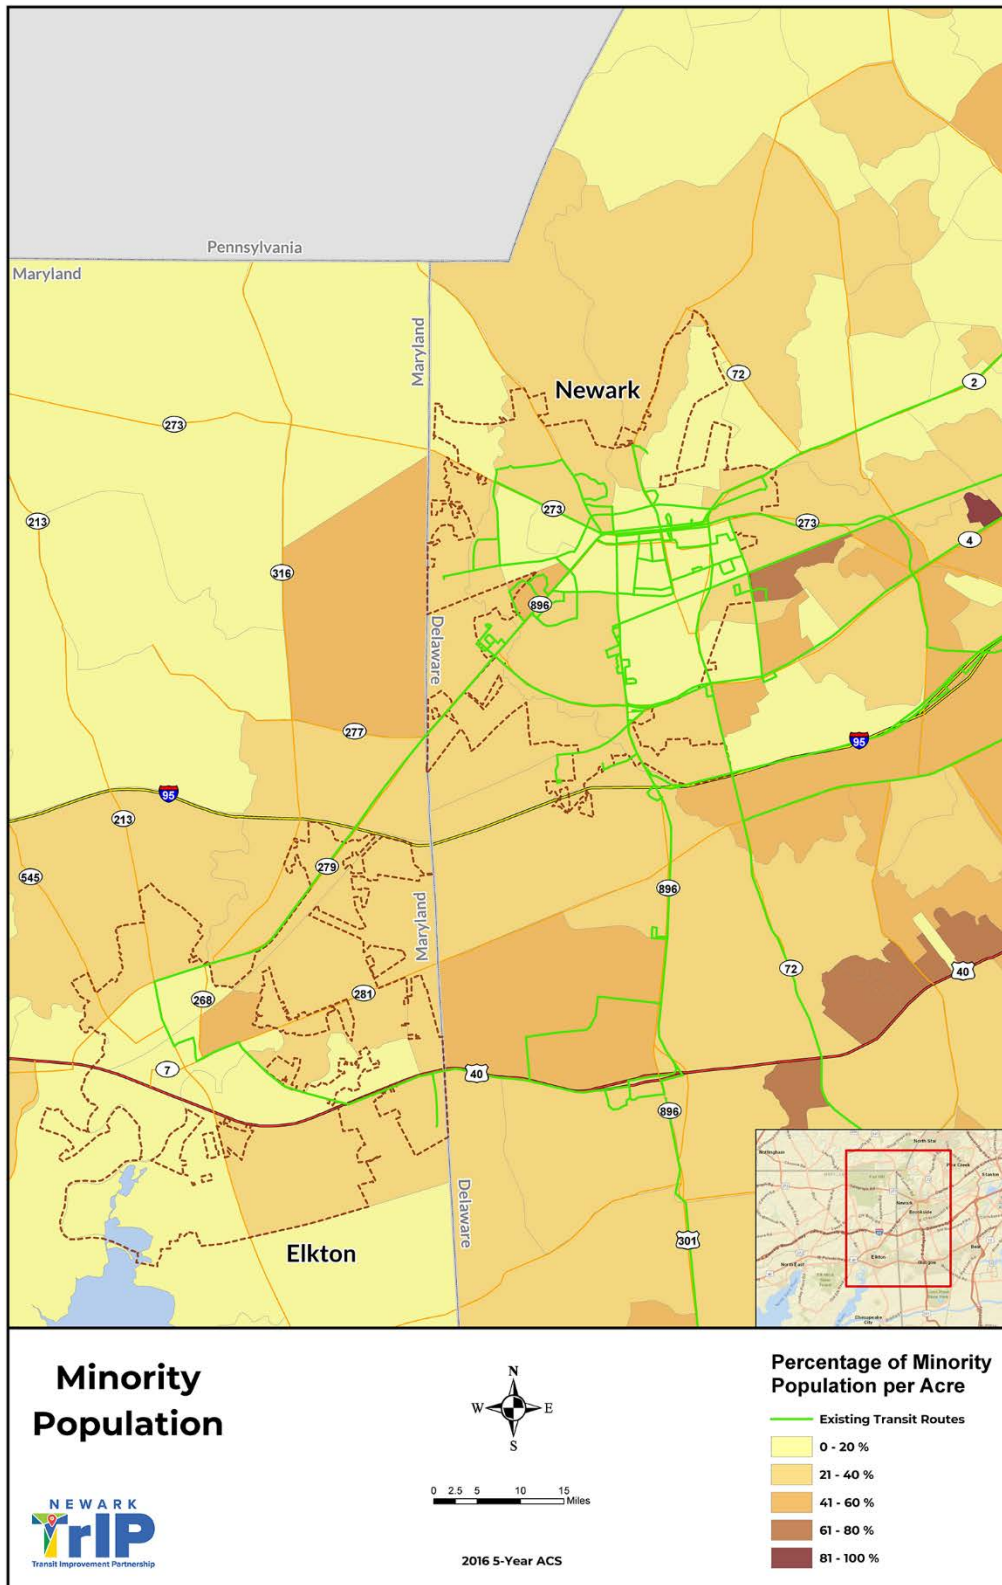 Pennsylvania
Maryland
Maryland
Newark
72
2
273
273
273
4
213
316
896
Delaware
277
95
95
213
279
545
896
Maryland
72
40
268
281
7
40
896
Delaware
Elkton
301
Newark
Elkton
Minority
Population
N
W
E
S
0 2.5 5 10 15
Miles
2016 5-Year ACS
NEWARK
TrIP
Transit Improvement Partnership
Percentage of Minority
Population per Acre
Existing Transit Routes
0 - 20 %
21 - 40 %
41 - 60 %
61 - 80 %
81 - 100 %